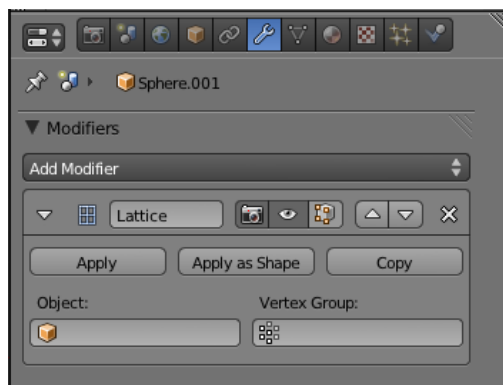 Sphere.001
Modifiers
Add Modifier
Lattice
Apply Apply as Shape Copy
Object: Vertex Group: